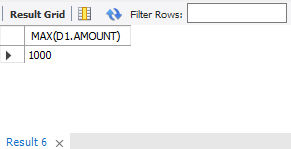 Result Grid Filter Rows:
MAX(D1.AMOUNT)
1000
Result 6 ×